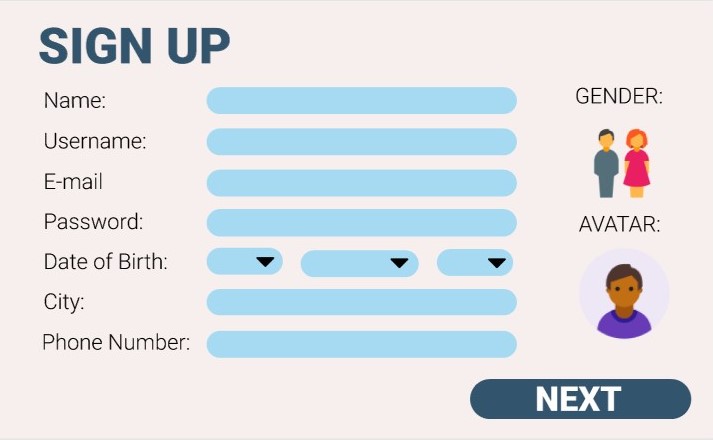 SIGN UP
Name:
Username:
E-mail
Password:
Date of Birth:
City:
Phone Number:
GENDER:
AVATAR:
NEXT